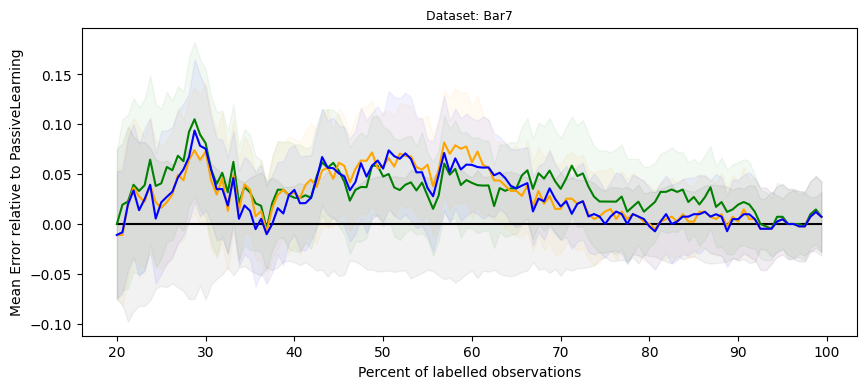 Dataset: Bar7
Mean Error relative to PassiveLearning
0.15
0.10
0.05
0.00
−0.05
−0.10
20 30 40 50 60 70 80 90 100
Percent of labelled observations